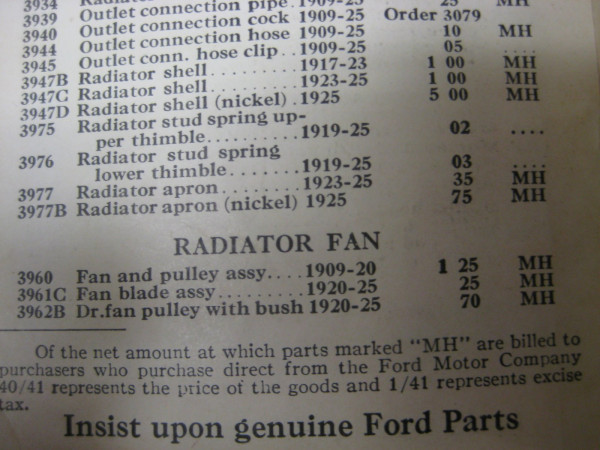 3934
3939 Outlet connection pipe.1909-25 25 MH
3940 Outlet connection cock 1909-25 Order 3079
3944 Outlet connection hose 1909-25 10 MH
3945 Outlet conn. hose clip..1909-25 05 ....
3947B Radiator shell.........1917-23 1 00 MH
3947C Radiator shell.........1923-25 1 00 MH
3947D Radiator shell (nickel).1925 5 00 MH
3975 Radiator stud spring up-
per thimble.........1919-25 02 ....
3976 Radiator stud spring
lower thimble.......1919-25 03 ....
3977 Radiator apron........1923-25 35 MH
3977B Radiator apron (nickel) 1925 75 MH
RADIATOR FAN
3960 Fan and pulley assy....1909-20 1 25 MH
3961C Fan blade assy.........1920-25 25 MH
3962B Dr.fan pulley with bush 1920-25 70 MH
Of the net amount at which parts marked "MH" are billed to
purchasers who purchase direct from the Ford Motor Company
40/41 represents the price of the goods and 1/41 represents excise
tax.
Insist upon genuine Ford Parts